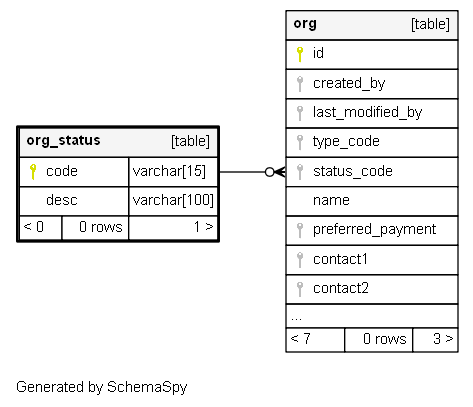 org [table]
id
created_by
last_modified_by
type_code
status_code
name
preferred_payment
contact1
contact2
...
< 7 0 rows 3 >
org_status [table]
code varchar[15]
desc varchar[100]
< 0 0 rows 1 >
Generated by SchemaSpy